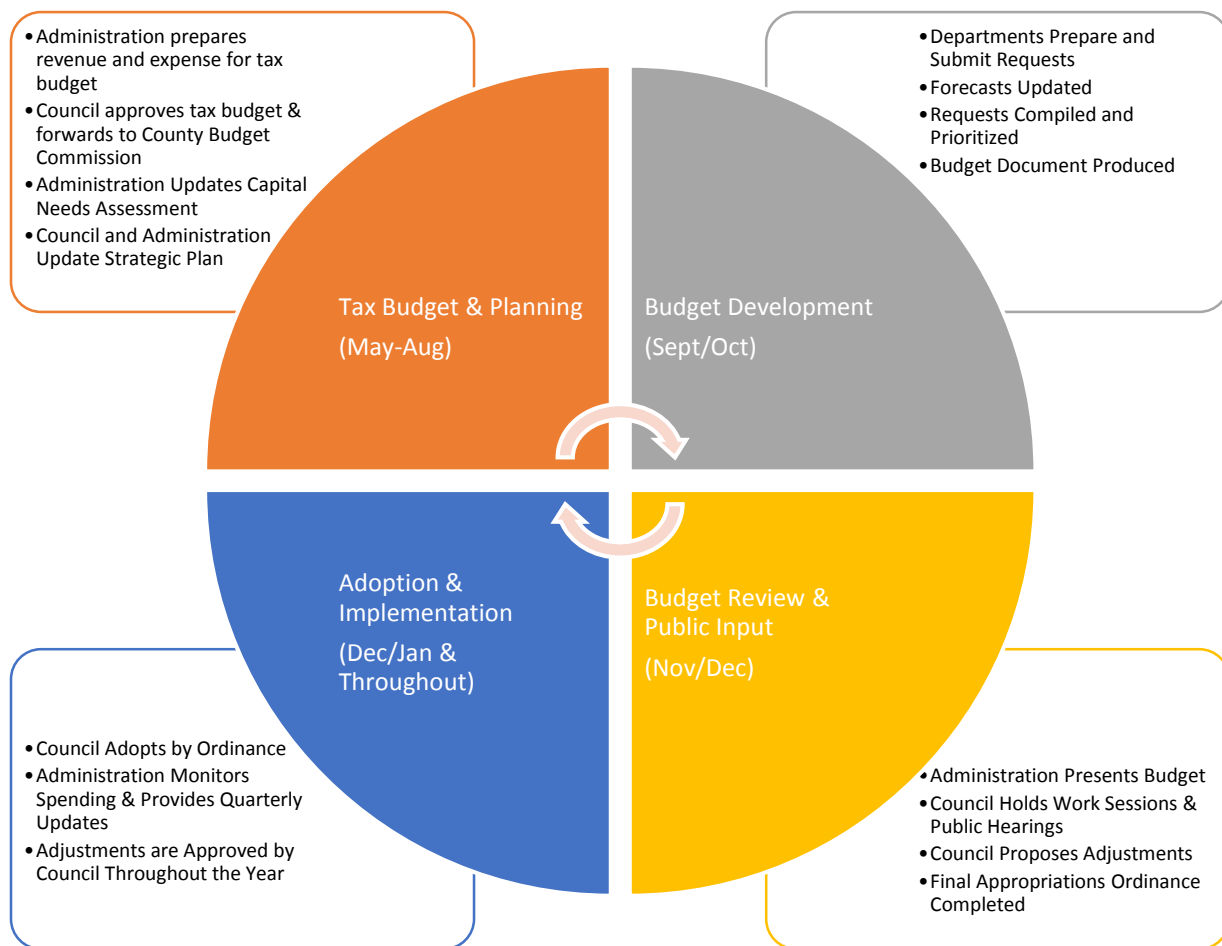 •Administration prepares
revenue and expense for tax
budget
•Council approves tax budget &
forwards to County Budget
Commission
•Administration Updates Capital
Needs Assessment
•Council and Administration
Update Strategic Plan
•Departments Prepare and
Submit Requests
•Forecasts Updated
•Requests Compiled and
Prioritized
•Budget Document Produced
Tax Budget & Planning
(May-Aug)
Budget Development
(Sept/Oct)
Adoption &
Implementation
(Dec/Jan &
Throughout)
Budget Review &
Public Input
(Nov/Dec)
•Council Adopts by Ordinance
•Administration Monitors
Spending & Provides Quarterly
Updates
•Adjustments are Approved by
Council Throughout the Year
•Administration Presents Budget
•Council Holds Work Sessions &
Public Hearings
•Council Proposes Adjustments
•Final Appropriations Ordinance
Completed